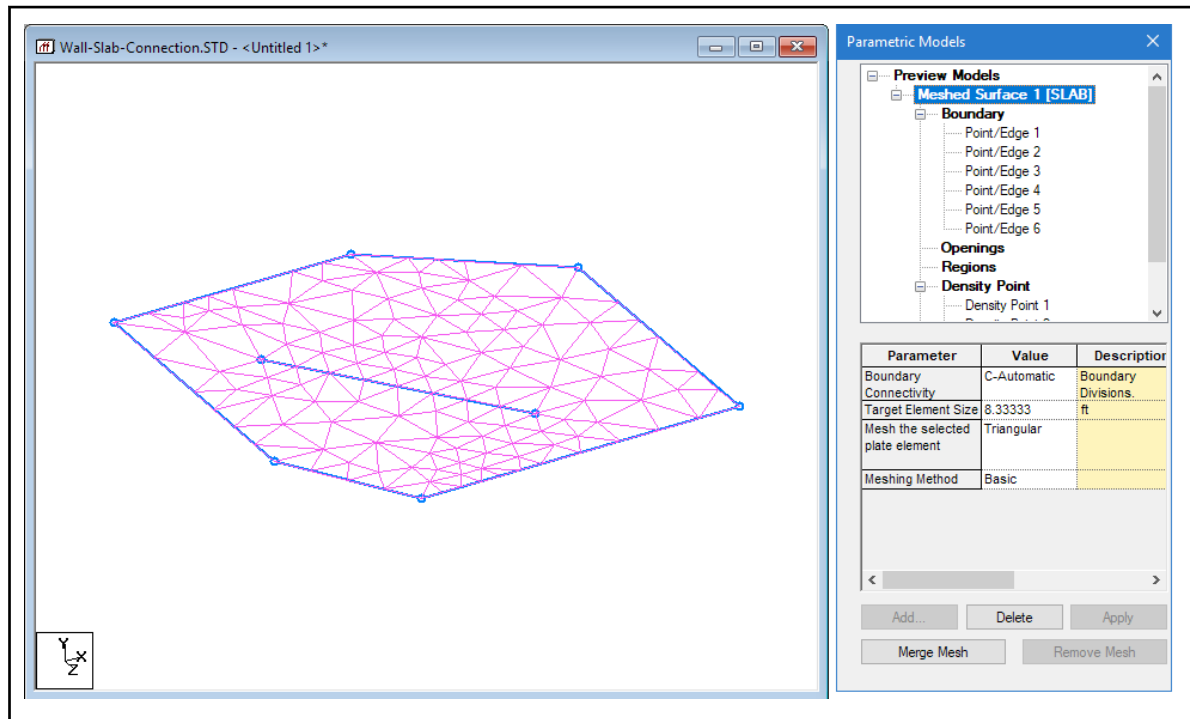 Wall-Slab-Connection.STD - <Untitled 1>*
Y
X
Z
Parametric Models
Preview Models
Meshed Surface 1 [SLAB]
Boundary
Point/Edge 1
Point/Edge 2
Point/Edge 3
Point/Edge 4
Point/Edge 5
Point/Edge 6
Openings
Regions
Density Point
Density Point 1
Parameter Value Description
Boundary C-Automatic Boundary
Connectivity Divisions.
Target Element Size 8.33333 ft
Mesh the selected Triangular
plate element
Meshing Method Basic
Add... Delete Apply
Merge Mesh Remove Mesh